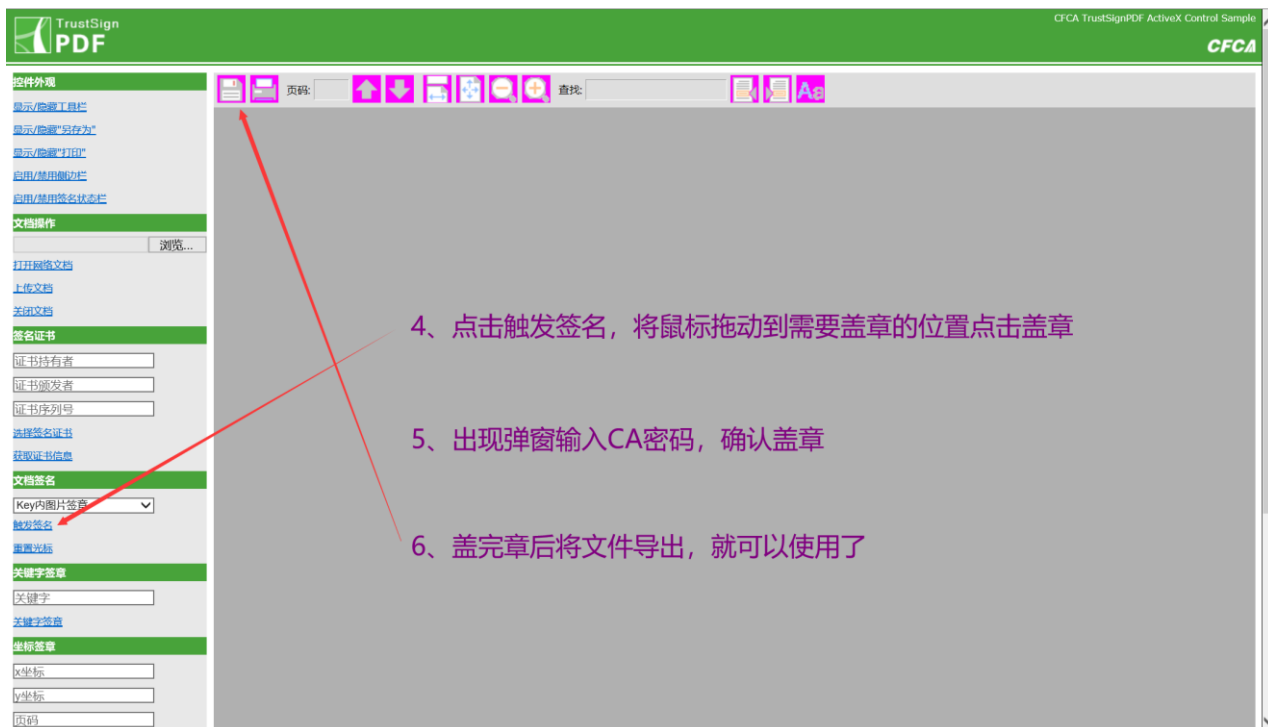 TrustSign
PDF
CFCA TrustSignPDF ActiveX Control Sample
CFCA
控件外观
显示/隐藏工具栏
显示/隐藏"另存为"
显示/隐藏"打印"
启用/禁用侧边栏
启用/禁用签名状态栏
文档操作
浏览...
打开网络文档
上传文档
关闭文档
签名证书
证书持有者
证书颁发者
证书序列号
选择签名证书
获取证书信息
文档签名
Key内图片签章
触发签名
重置光标
关键字签章
关键字
关键字签章
坐标签章
x坐标
y坐标
页码
页码:
查找:
Aa
4、点击触发签名，将鼠标拖动到需要盖章的位置点击盖章
5、出现弹窗输入CA密码，确认盖章
6、盖完章后将文件导出，就可以使用了